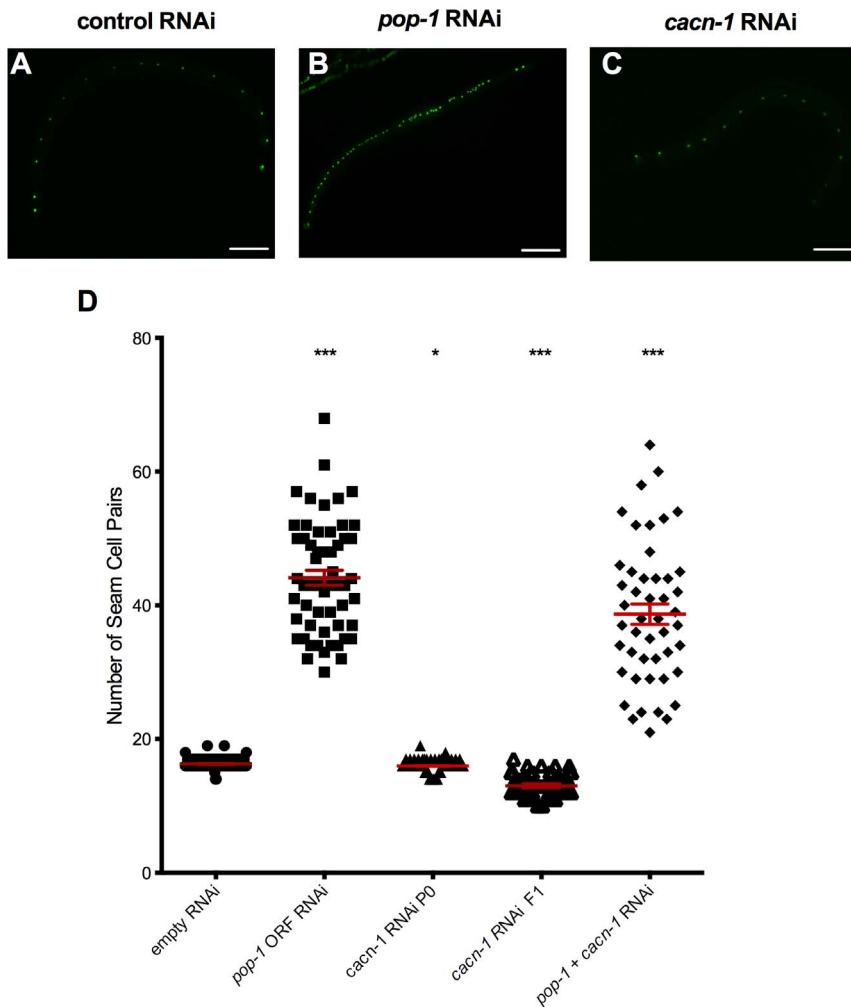 control RNAi
pop-1 RNAi
cacn-1 RNAi
A
B
C
D
Number of Seam Cell Pairs
80
60
40
20
0
***
*
***
***
empty RNAi
pop-1 ORF RNAi
cacn-1 RNAi P0
cacn-1 RNAi F1
pop-1 + cacn-1 RNAi